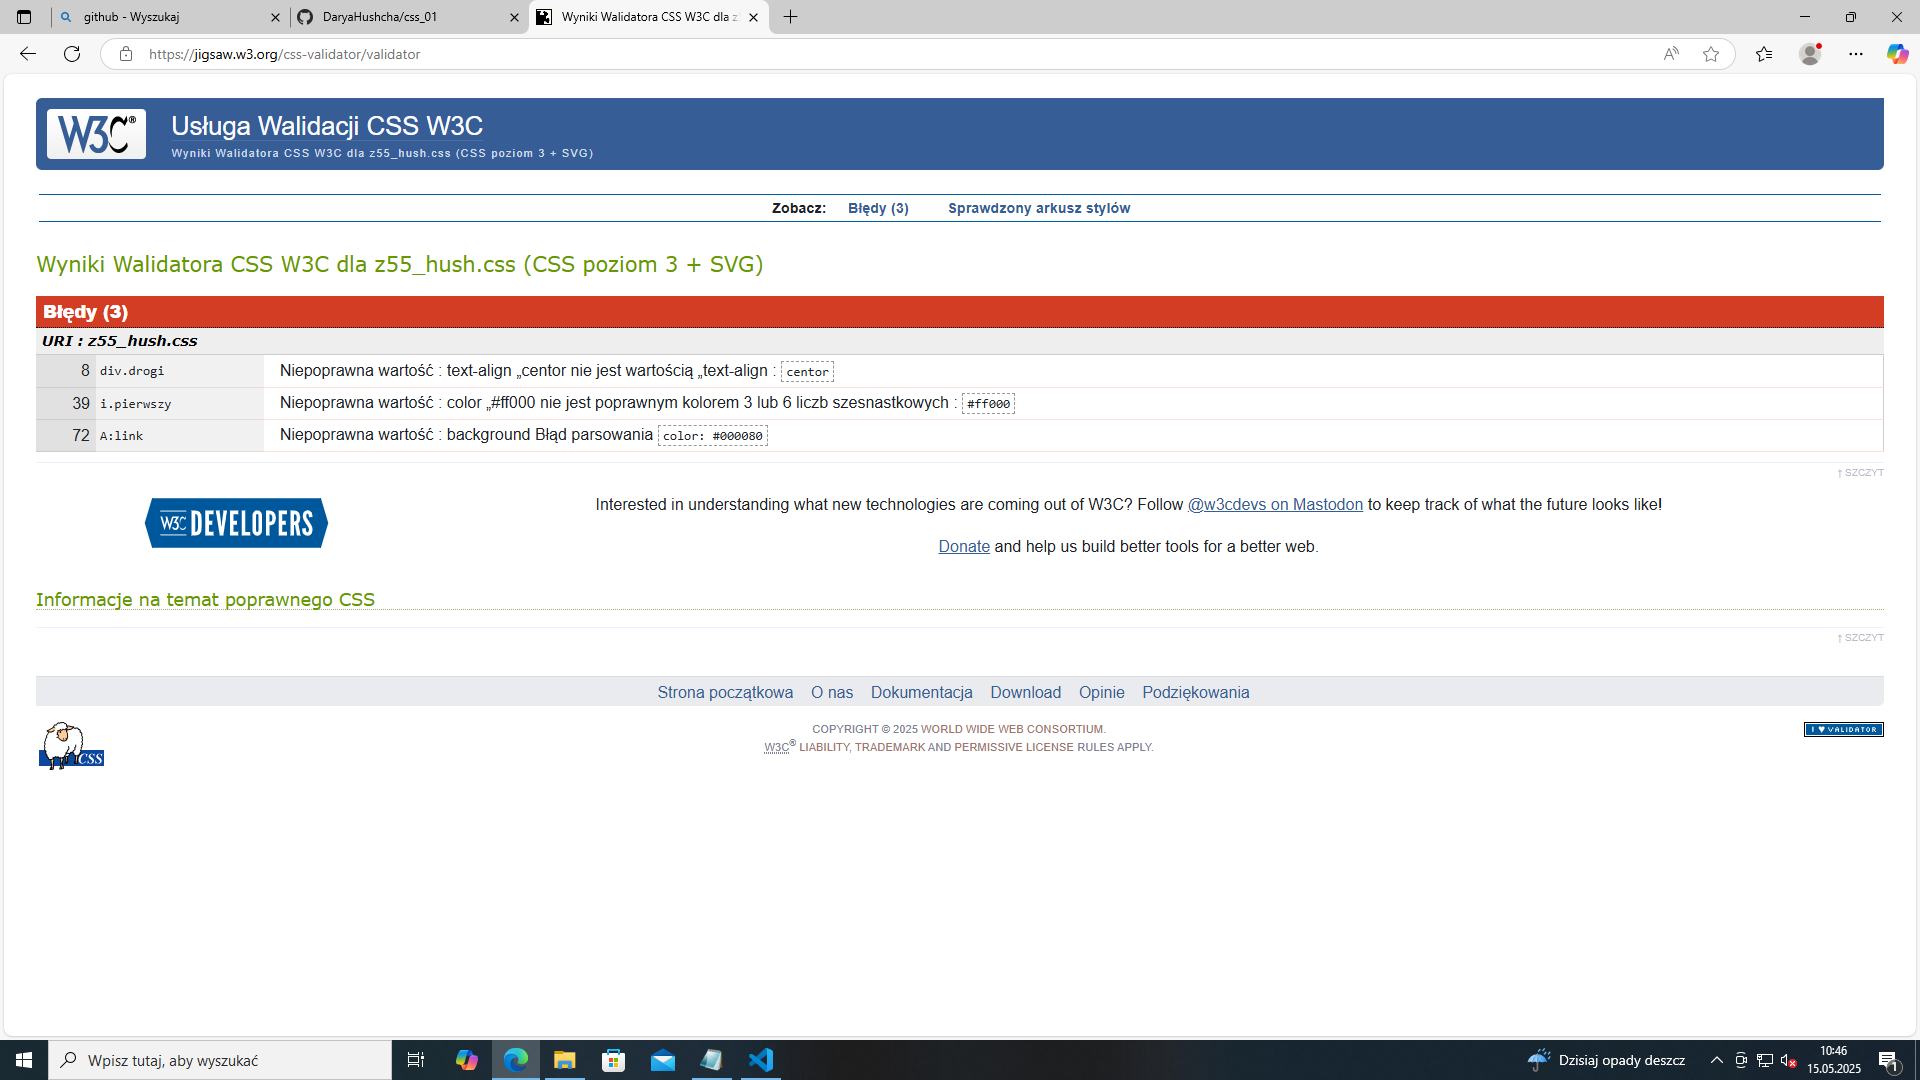 github - Wyszukaj
DaryaHushcha/css_01
Wyniki Walidatora CSS W3C dla z
https://jigsaw.w3.org/css-validator/validator
W3C®
Usługa Walidacji CSS W3C
Wyniki Walidatora CSS W3C dla z55_hush.css (CSS poziom 3 + SVG)
Zobacz: Błędy (3) Sprawdzony arkusz stylów
Wyniki Walidatora CSS W3C dla z55_hush.css (CSS poziom 3 + SVG)
Błędy (3)
URI : z55_hush.css
8 div.drogi Niepoprawna wartość : text-align „centor nie jest wartością „text-align : centor
39 i.pierwszy Niepoprawna wartość : color „#ff000 nie jest poprawnym kolorem 3 lub 6 liczb szesnastkowych : #ff000
72 A:link Niepoprawna wartość : background Błąd parsowania color: #000080
↑ SZCZYT
W3C DEVELOPERS
Interested in understanding what new technologies are coming out of W3C? Follow @w3cdevs on Mastodon to keep track of what the future looks like!
Donate and help us build better tools for a better web.
Informacje na temat poprawnego CSS
↑ SZCZYT
Strona początkowa O nas Dokumentacja Download Opinie Podziękowania
CSS
COPYRIGHT © 2025 WORLD WIDE WEB CONSORTIUM.
W3C® LIABILITY, TRADEMARK AND PERMISSIVE LICENSE RULES APPLY.
I ♥ VALIDATOR
Wpisz tutaj, aby wyszukać
Dzisiaj opady deszcz
10:46
15.05.2025
1